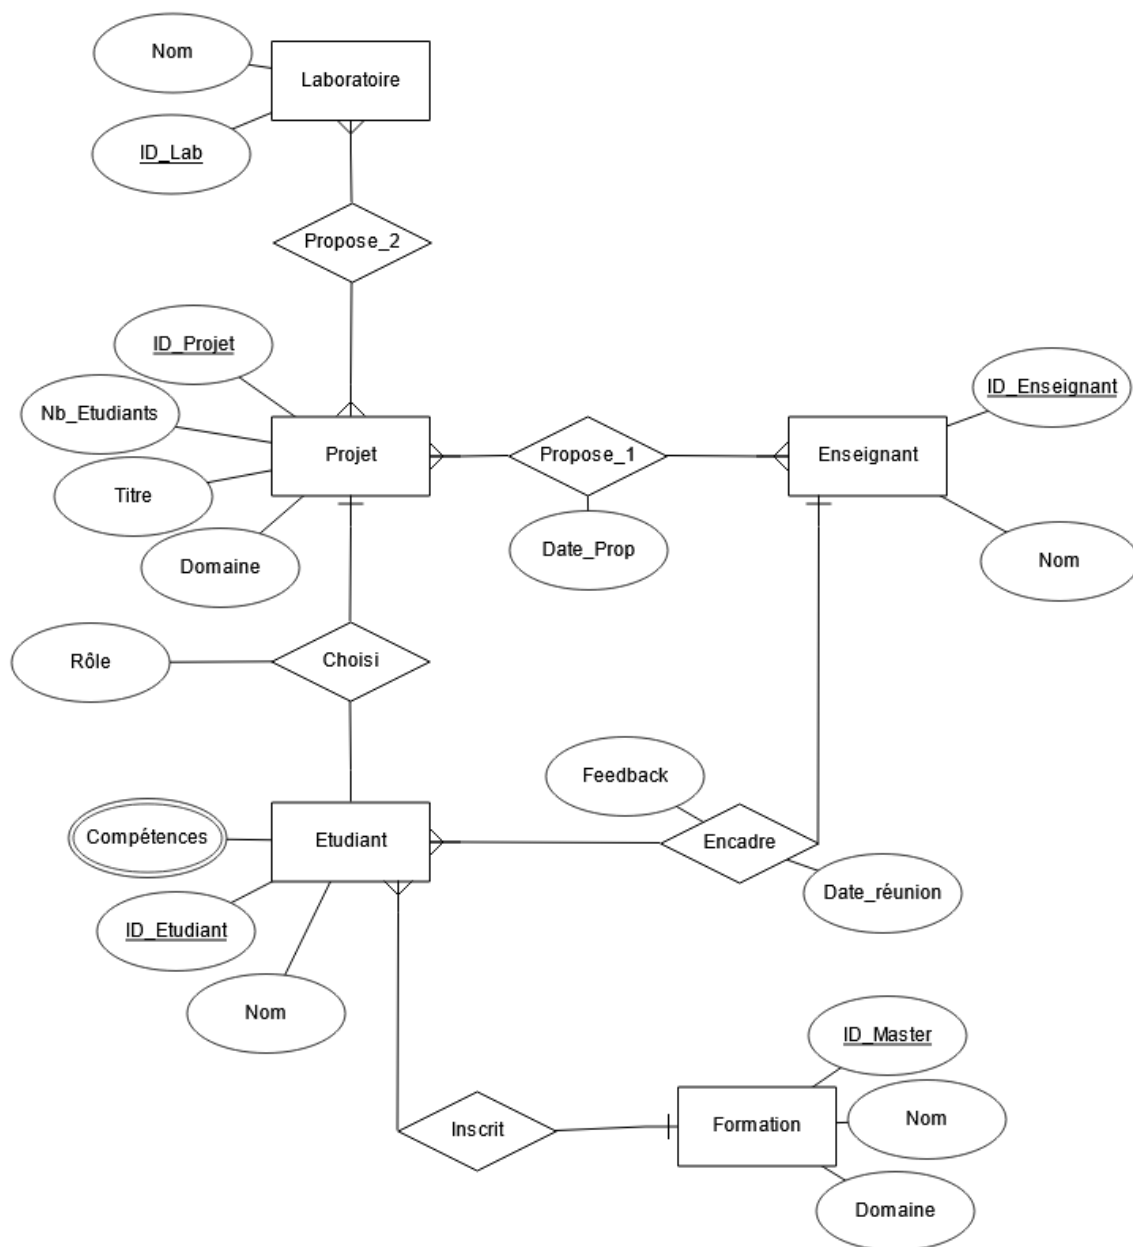 Nom
Laboratoire
ID_Lab
Propose_2
ID_Projet
Nb_Etudiants
Projet
Propose_1
Enseignant
ID_Enseignant
Titre
Date_Prop
Nom
Domaine
Rôle
Choisi
Feedback
Compétences
Etudiant
Encadre
Date_réunion
ID_Etudiant
Nom
ID_Master
Inscrit
Formation
Nom
Domaine